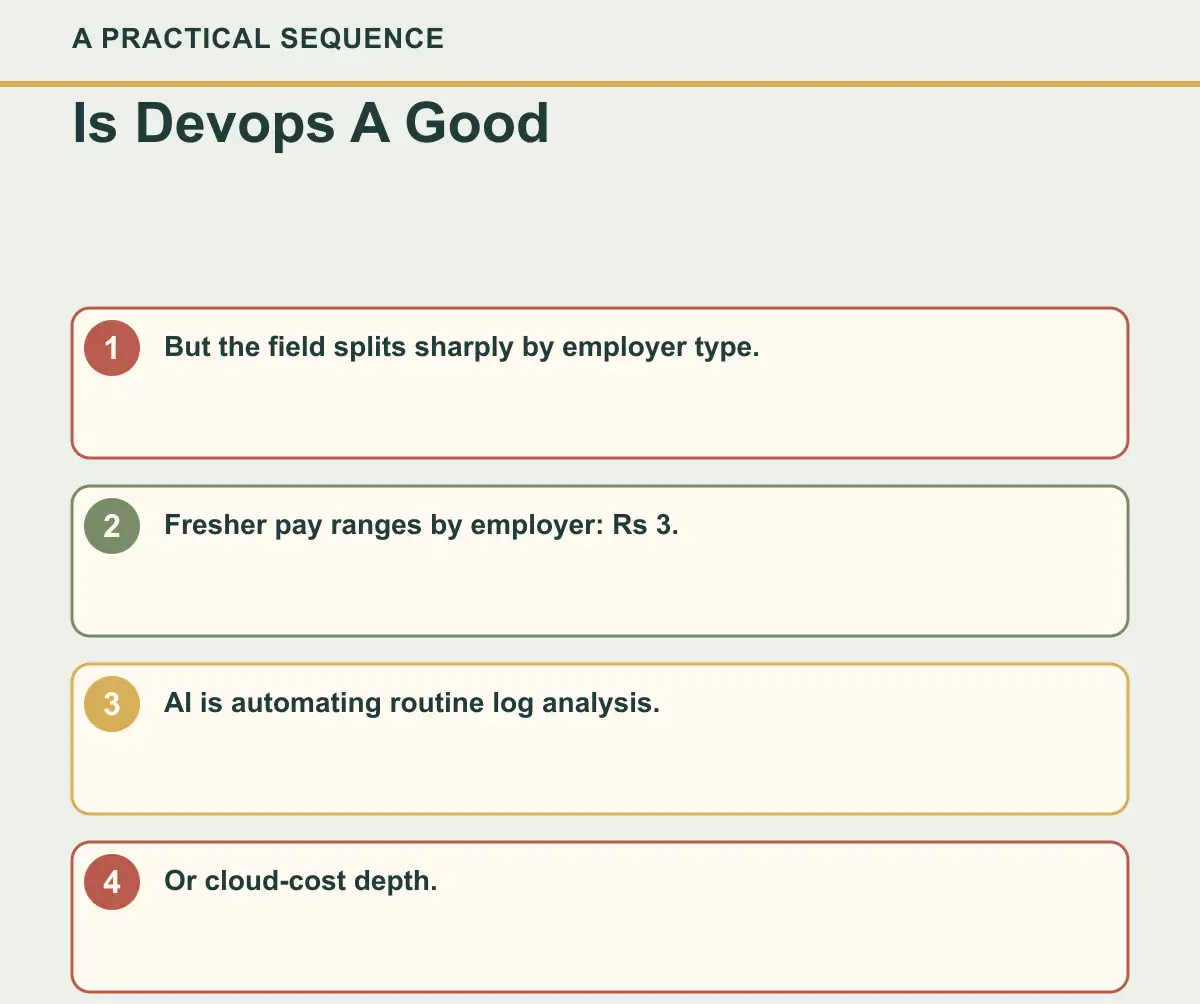 A PRACTICAL SEQUENCE
Is Devops A Good
1
But the field splits sharply by employer type.
2
Fresher pay ranges by employer: Rs 3.
3
AI is automating routine log analysis.
4
Or cloud-cost depth.